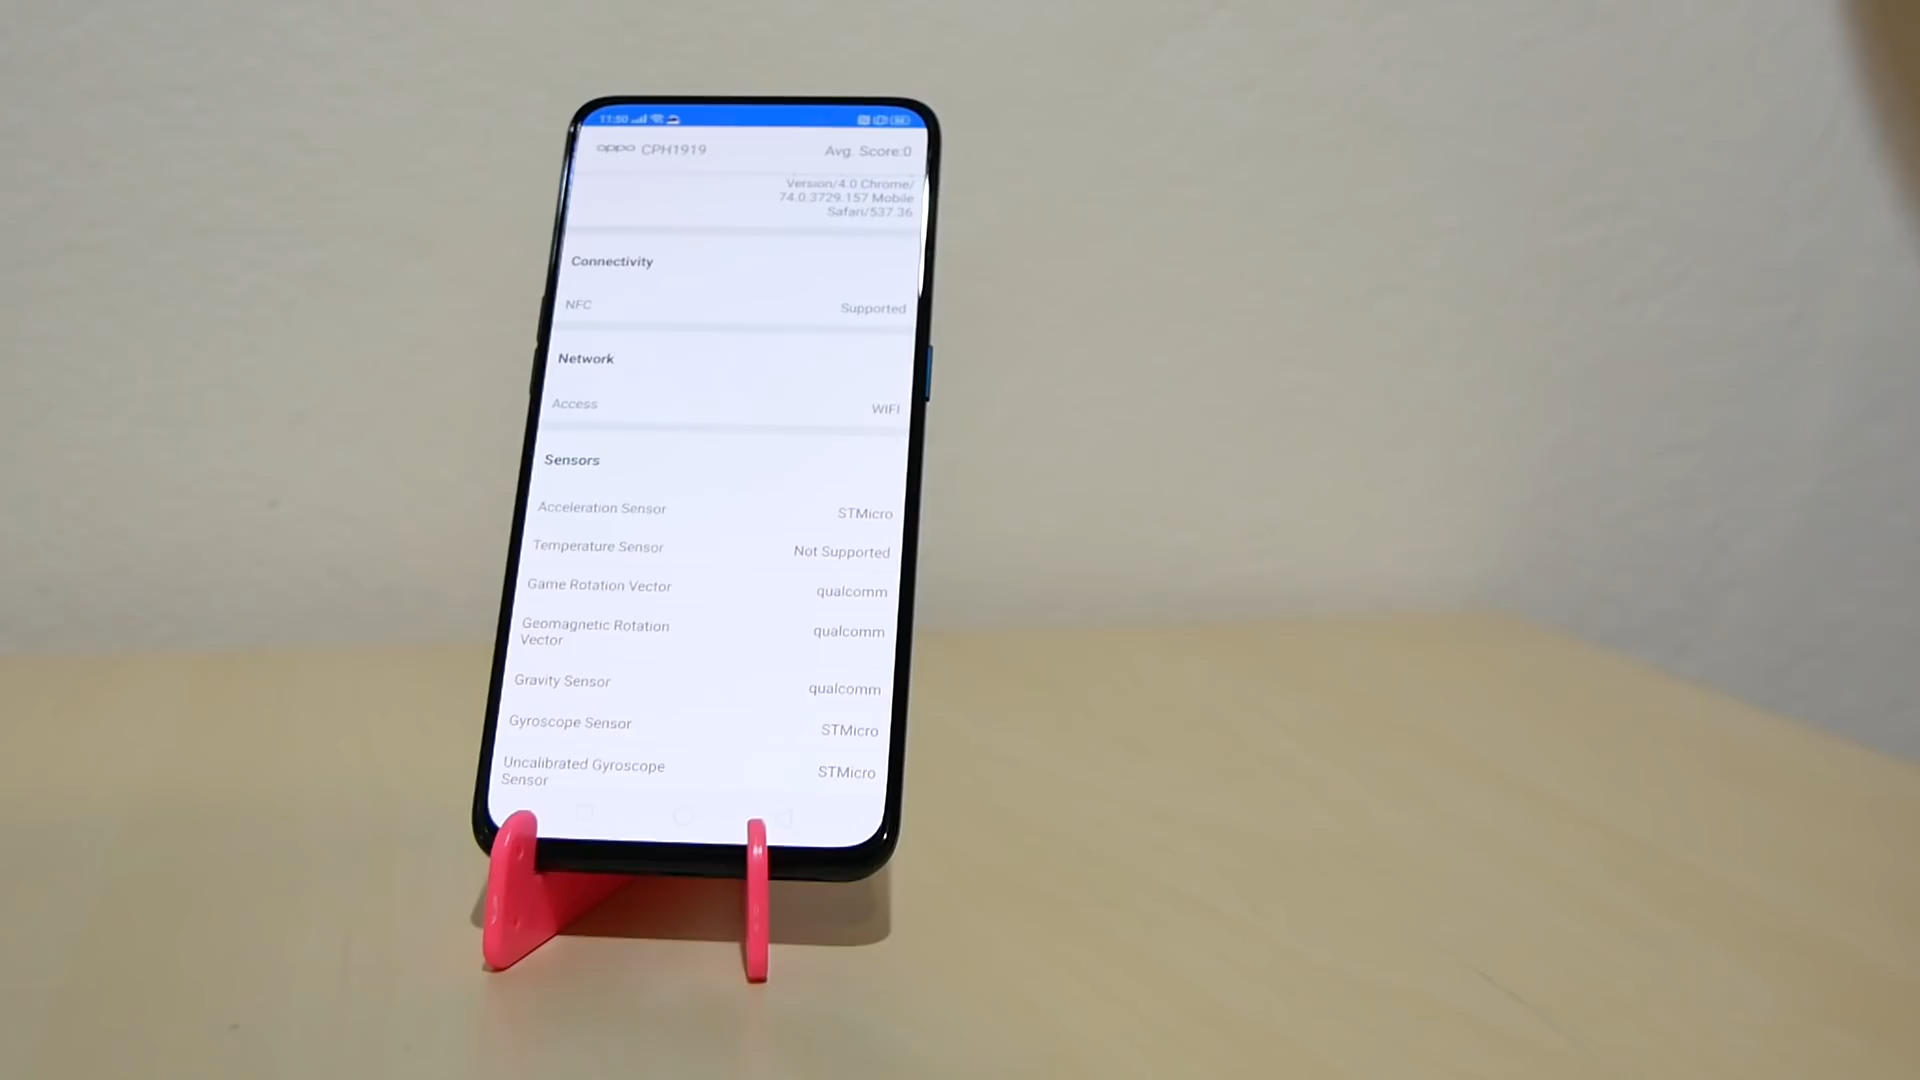 11:50
oppo CPH1919 Avg. Score:0
Version/4.0 Chrome/
74.0.3729.157 Mobile
Safari/537.36
Connectivity
NFC Supported
Network
Access WIFI
Sensors
Acceleration Sensor STMicro
Temperature Sensor Not Supported
Game Rotation Vector qualcomm
Geomagnetic Rotation
Vector qualcomm
Gravity Sensor qualcomm
Gyroscope Sensor STMicro
Uncalibrated Gyroscope
Sensor STMicro